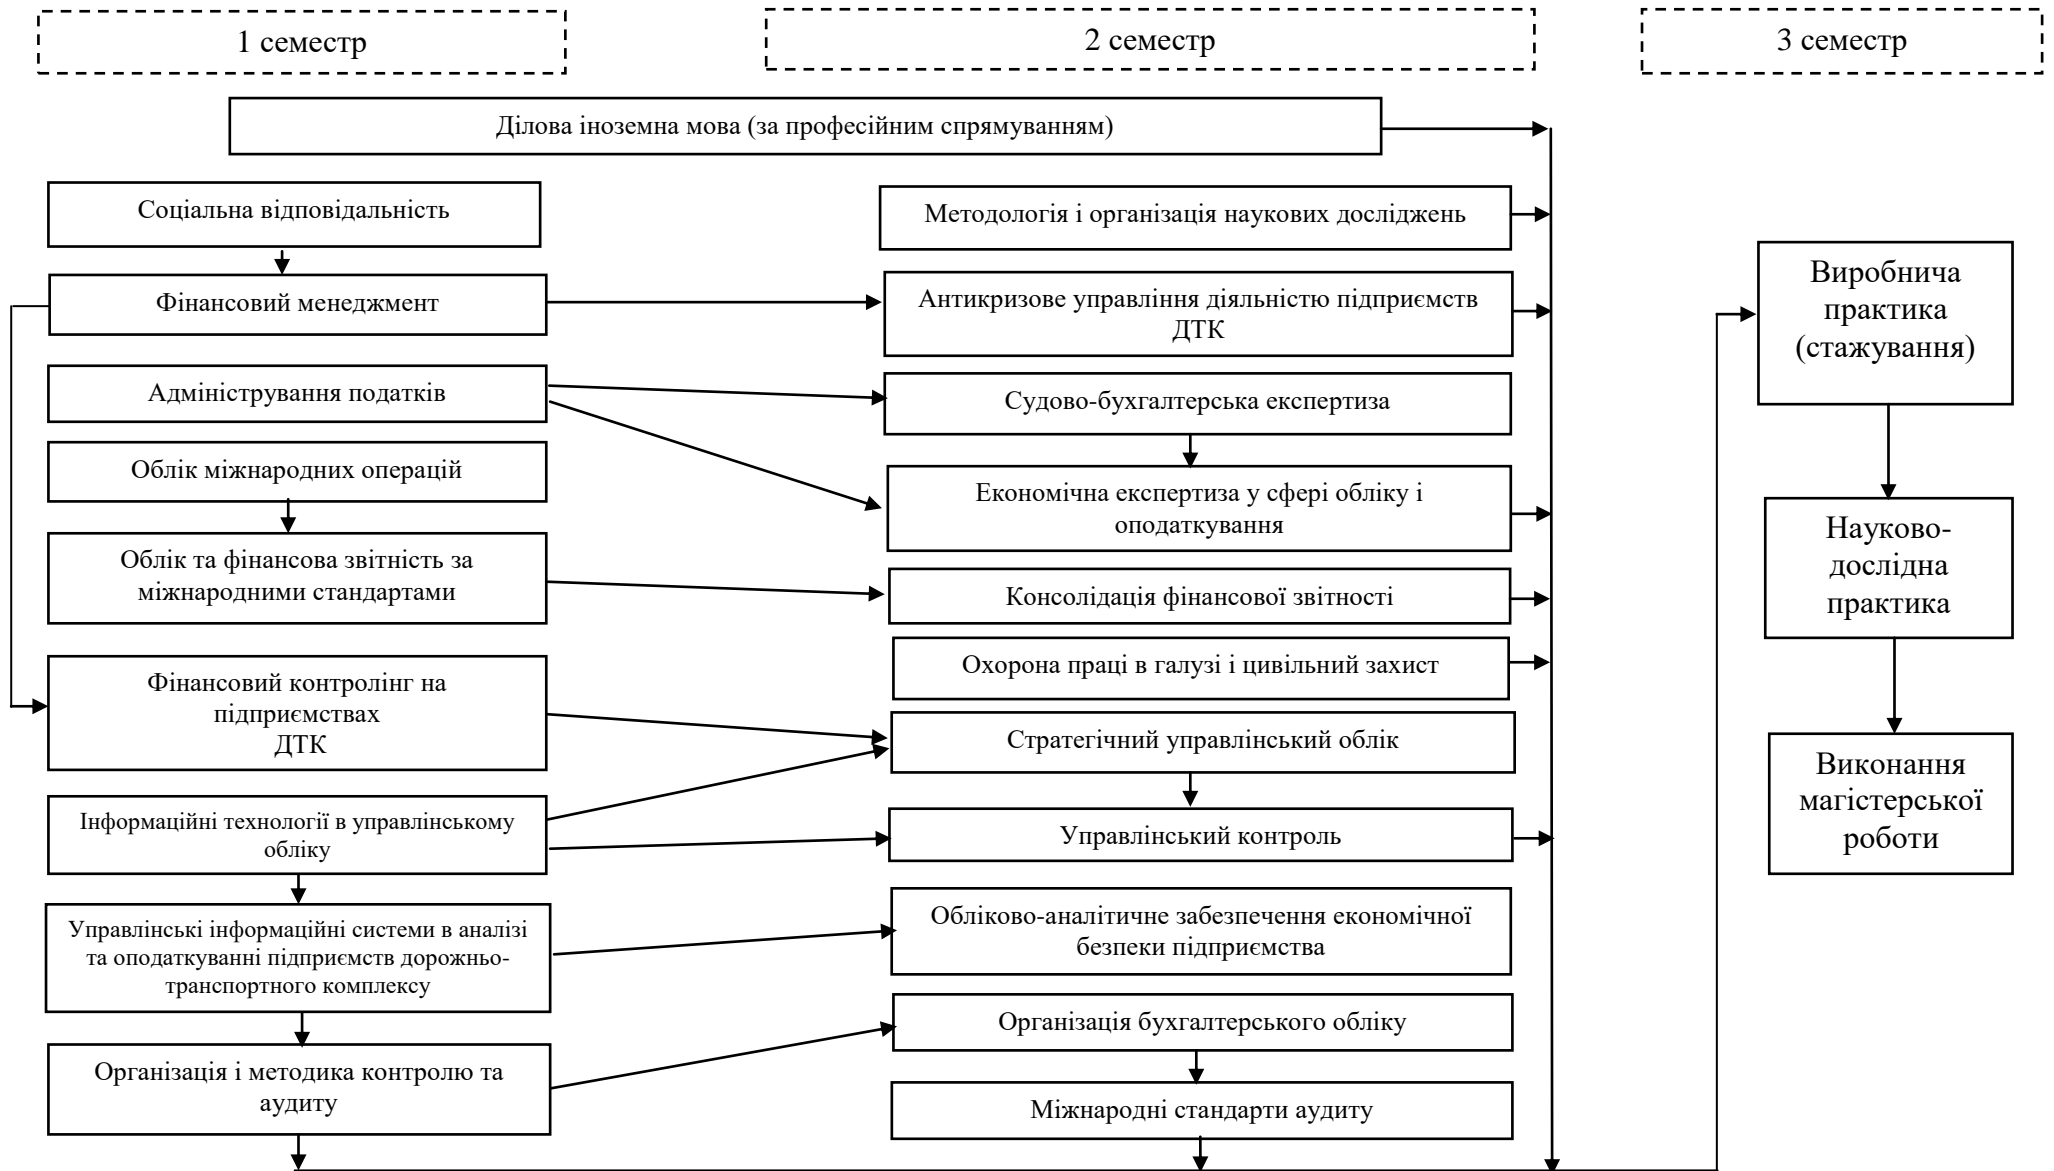 1 семестр
2 семестр
3 семестр
Ділова іноземна мова (за професійним спрямуванням)
Соціальна відповідальність
Фінансовий менеджмент
Адміністрування податків
Облік міжнародних операцій
Облік та фінансова звітність за
міжнародними стандартами
Фінансовий контролінг на
підприємствах
ДТК
Інформаційні технології в управлінському
обліку
Управлінські інформаційні системи в аналізі
та оподаткуванні підприємств дорожньо-
транспортного комплексу
Організація і методика контролю та
аудиту
Методологія і організація наукових досліджень
Антикризове управління діяльністю підприємств
ДТК
Судово-бухгалтерська експертиза
Економічна експертиза у сфері обліку і
оподаткування
Консолідація фінансової звітності
Охорона праці в галузі і цивільний захист
Стратегічний управлінський облік
Управлінський контроль
Обліково-аналітичне забезпечення економічної
безпеки підприємства
Організація бухгалтерського обліку
Міжнародні стандарти аудиту
Виробнича
практика
(стажування)
Науково-
дослідна
практика
Виконання
магістерської
роботи